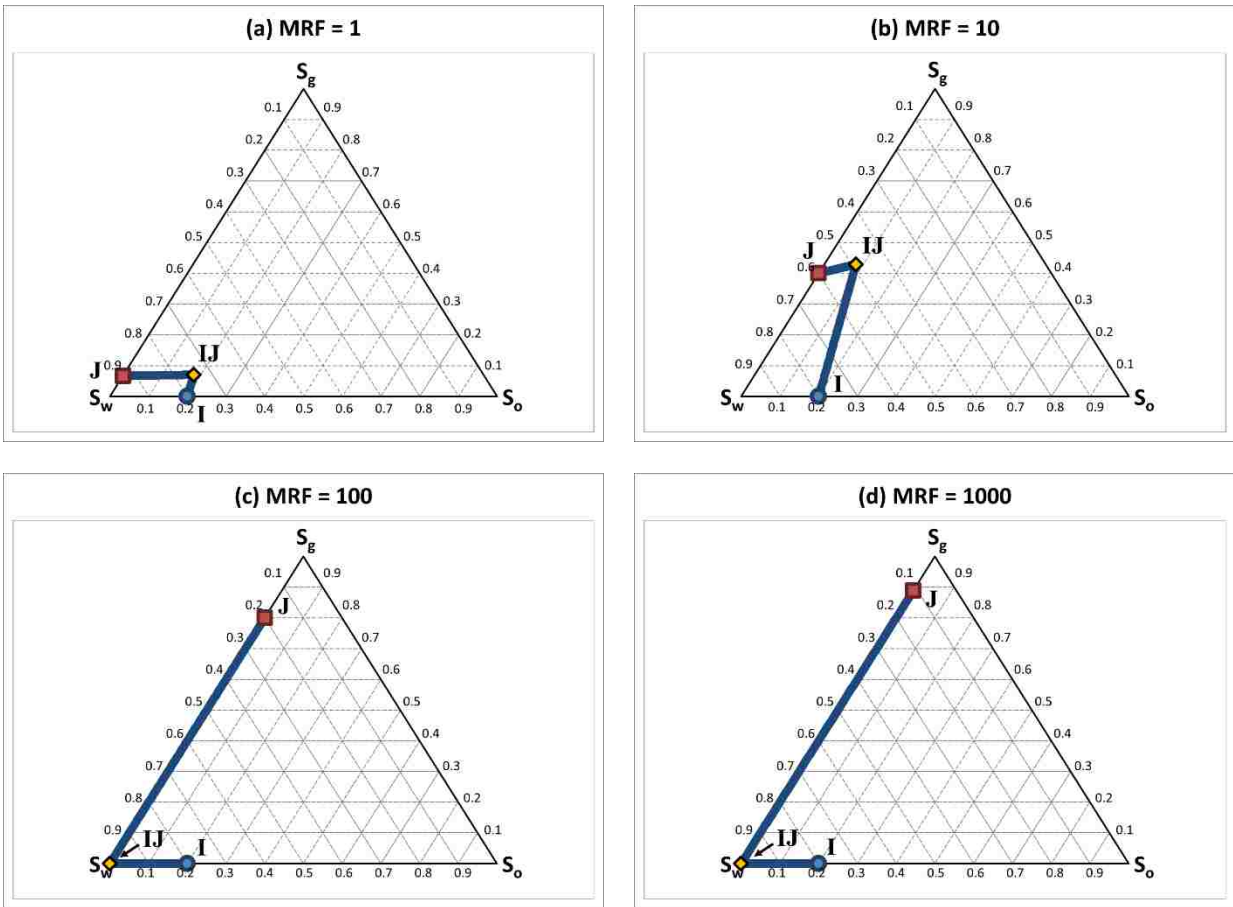 (a) MRF = 1
Sg
0.1 0.9
0.2 0.8
0.3 0.7
0.4 0.6
0.5 0.5
0.6 0.4
0.7 0.3
0.8 0.2
IJ
J 0.9 0.1
Sw So
0.1 0.2 0.3 0.4 0.5 0.6 0.7 0.8 0.9
I
(b) MRF = 10
Sg
0.1 0.9
0.2 0.8
0.3 0.7
0.4 0.6
0.5 0.5
J IJ
0.6 0.4
0.7 0.3
0.8 0.2
0.9 0.1
I
Sw So
0.1 0.2 0.3 0.4 0.5 0.6 0.7 0.8 0.9
(c) MRF = 100
Sg
0.1 0.9
0.2 J 0.8
0.3 0.7
0.4 0.6
0.5 0.5
0.6 0.4
0.7 0.3
0.8 0.2
0.9 0.1
IJ I
Sw So
0.1 0.2 0.3 0.4 0.5 0.6 0.7 0.8 0.9
(d) MRF = 1000
Sg
0.1 0.9
J
0.2 0.8
0.3 0.7
0.4 0.6
0.5 0.5
0.6 0.4
0.7 0.3
0.8 0.2
0.9 0.1
IJ I
Sw So
0.1 0.2 0.3 0.4 0.5 0.6 0.7 0.8 0.9